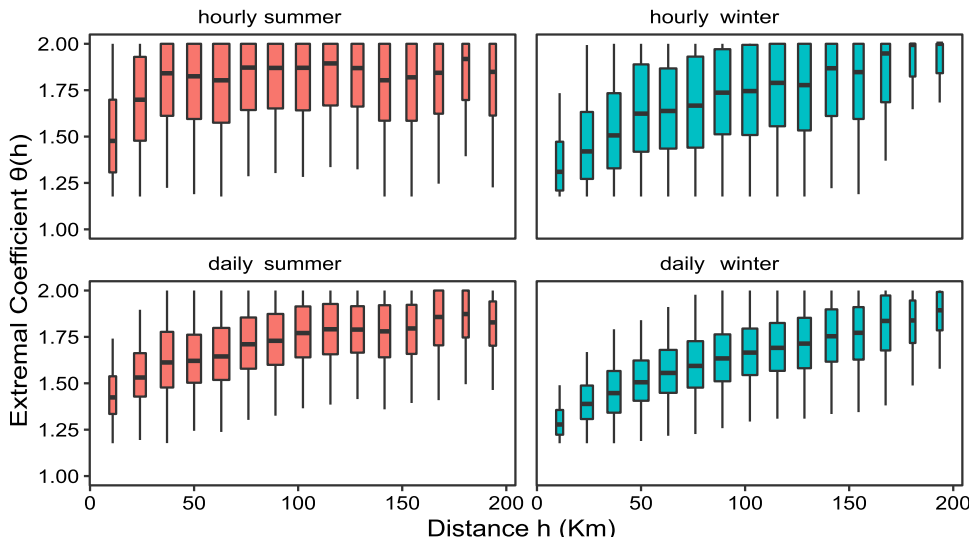 hourly summer
hourly winter
Extremal Coefficient θ(h)
2.00
1.75
1.50
1.25
1.00
daily summer
daily winter
2.00
1.75
1.50
1.25
1.00
0 50 100 150 200
0 50 100 150 200
Distance h (Km)